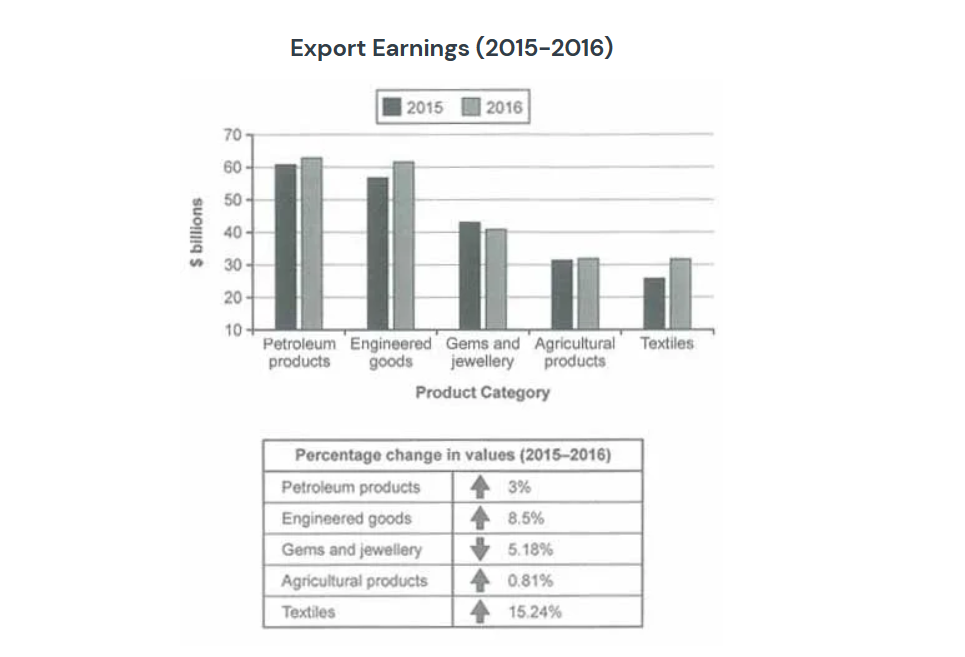 Export Earnings (2015–2016)
2015 2016
70
60
50
40
30
20
10
$ billions
Petroleum products
Engineered goods
Gems and jewellery
Agricultural products
Textiles
Product Category
Percentage change in values (2015–2016)
Petroleum products 3%
Engineered goods 8.5%
Gems and jewellery 5.18%
Agricultural products 0.81%
Textiles 15.24%